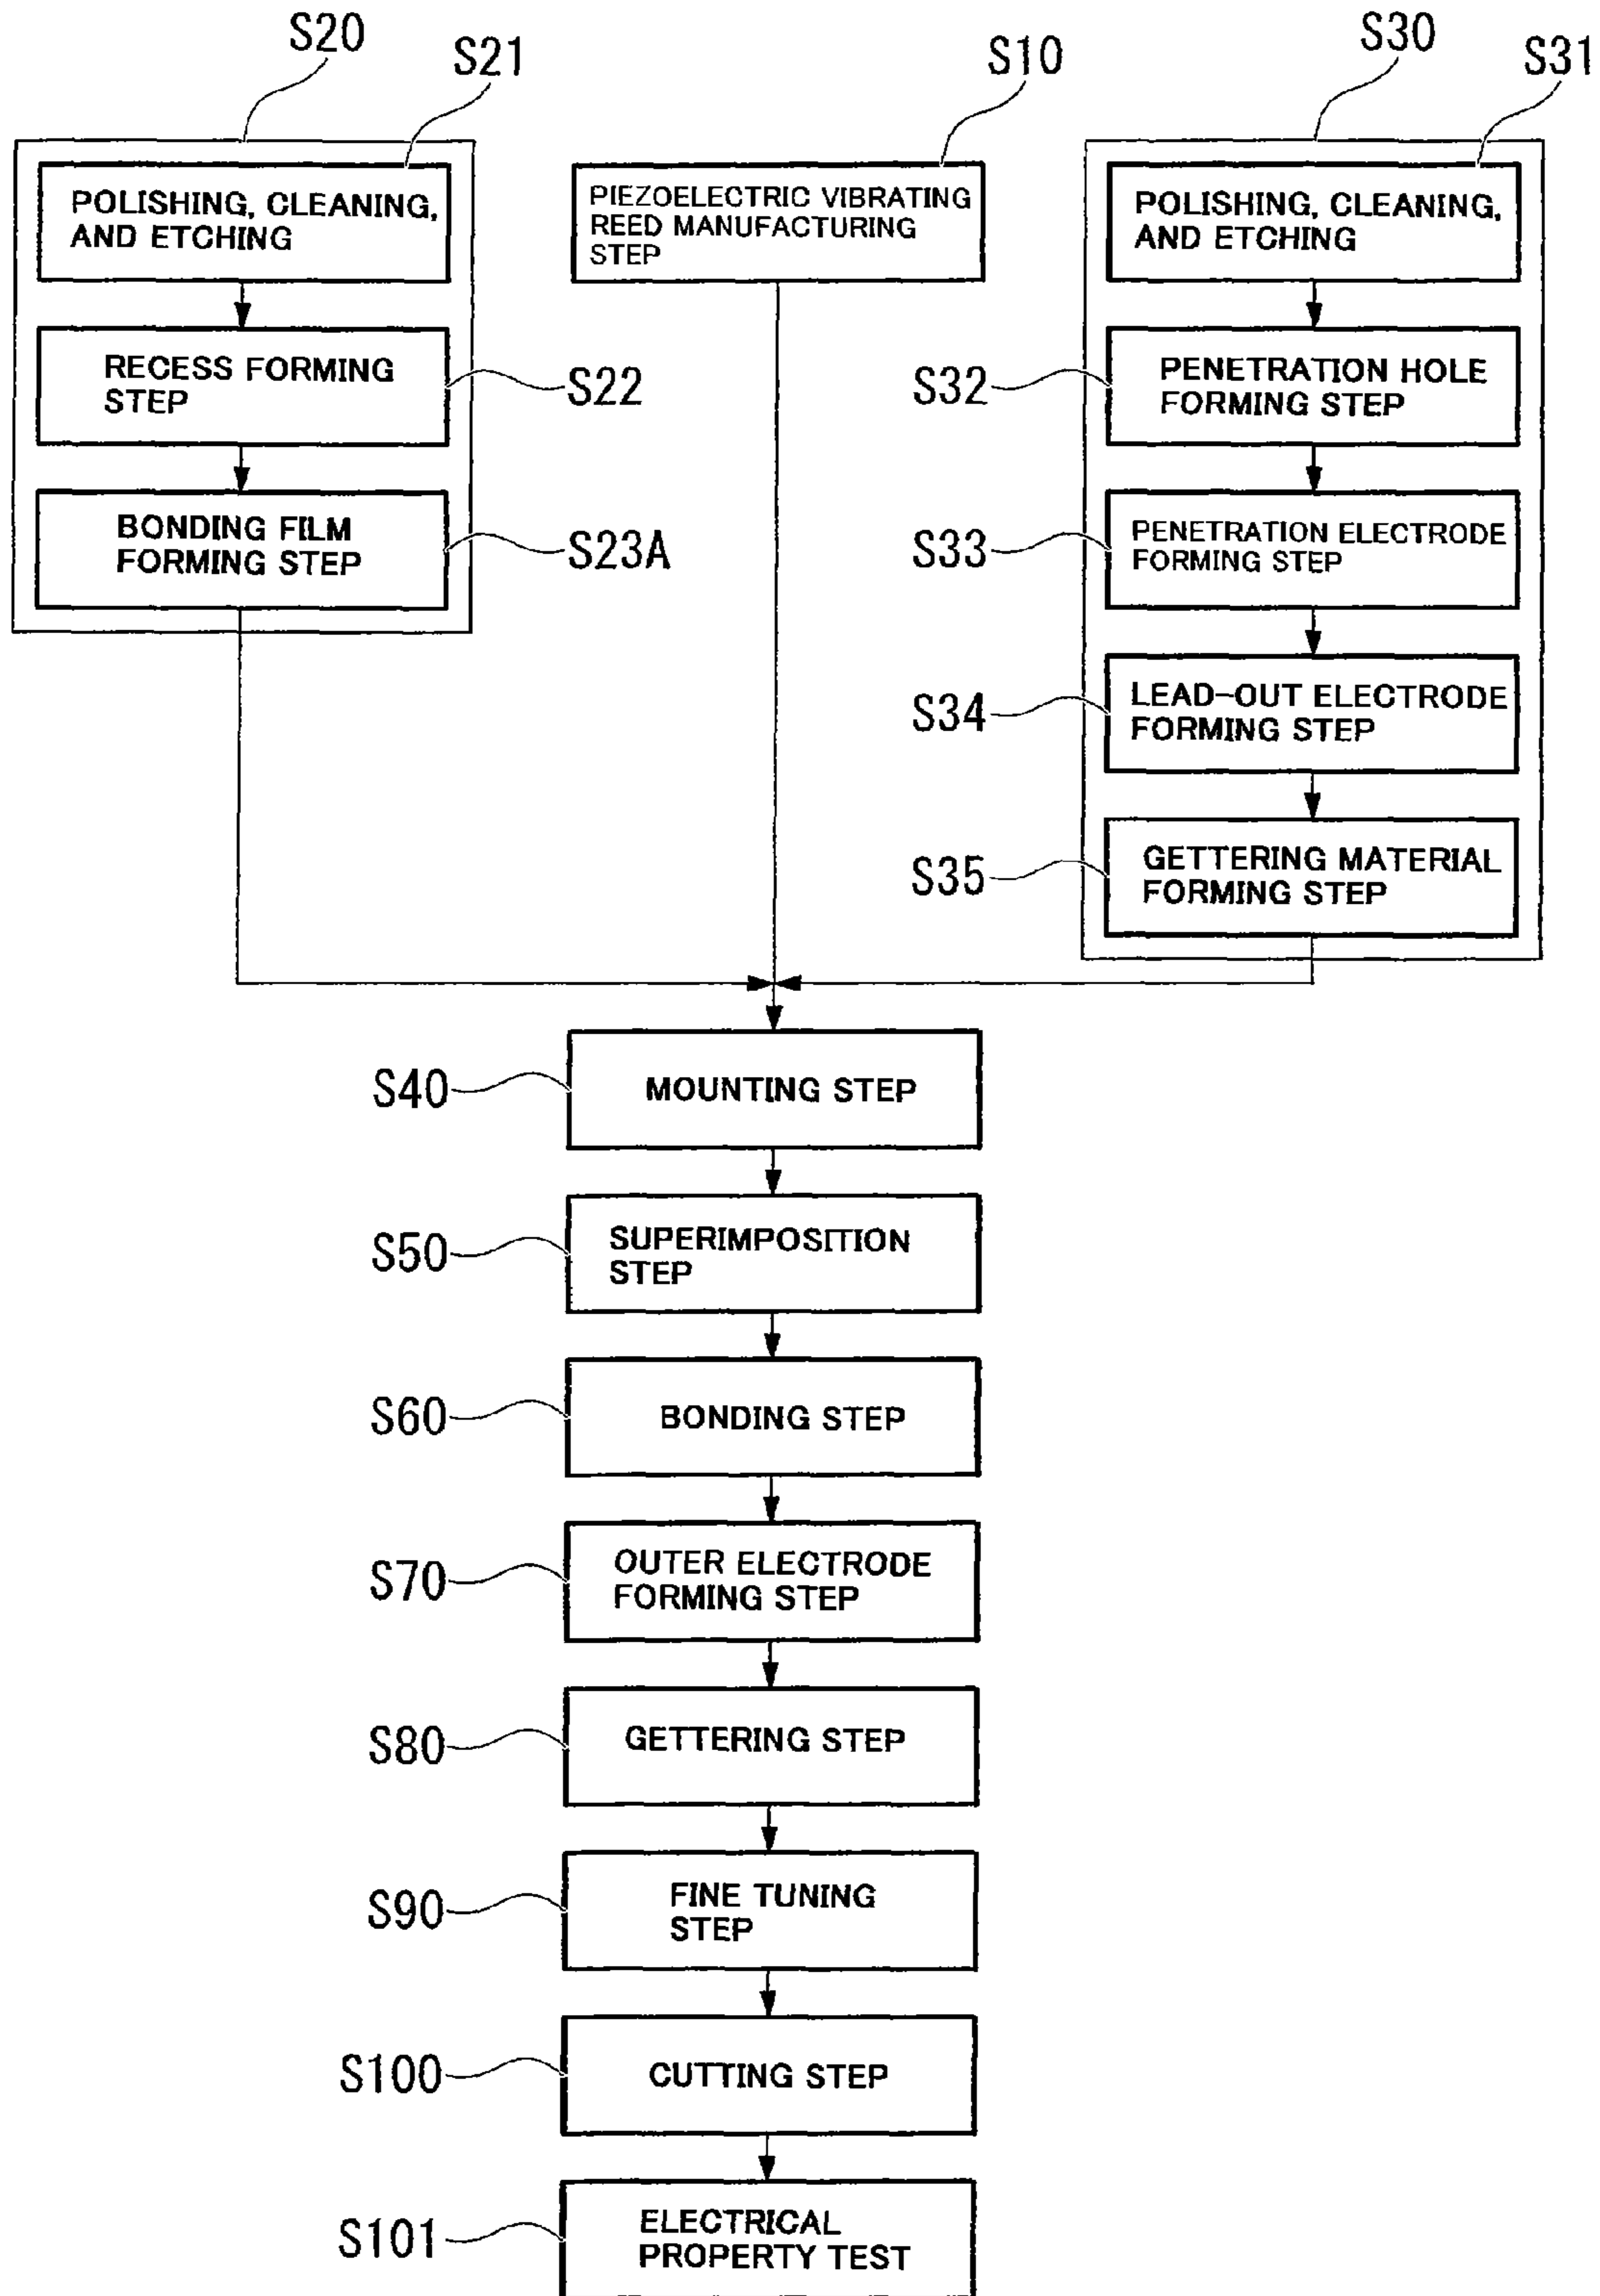 S20
S21
POLISHING, CLEANING,
AND ETCHING
RECESS FORMING
STEP
S22
BONDING FILM
FORMING STEP
S23A
S10
PIEZOELECTRIC VIBRATING
REED MANUFACTURING
STEP
S30
S31
POLISHING, CLEANING,
AND ETCHING
S32
PENETRATION HOLE
FORMING STEP
S33
PENETRATION ELECTRODE
FORMING STEP
S34
LEAD-OUT ELECTRODE
FORMING STEP
S35
GETTERING MATERIAL
FORMING STEP
S40
MOUNTING STEP
S50
SUPERIMPOSITION
STEP
S60
BONDING STEP
S70
OUTER ELECTRODE
FORMING STEP
S80
GETTERING STEP
S90
FINE TUNING
STEP
S100
CUTTING STEP
S101
ELECTRICAL
PROPERTY TEST